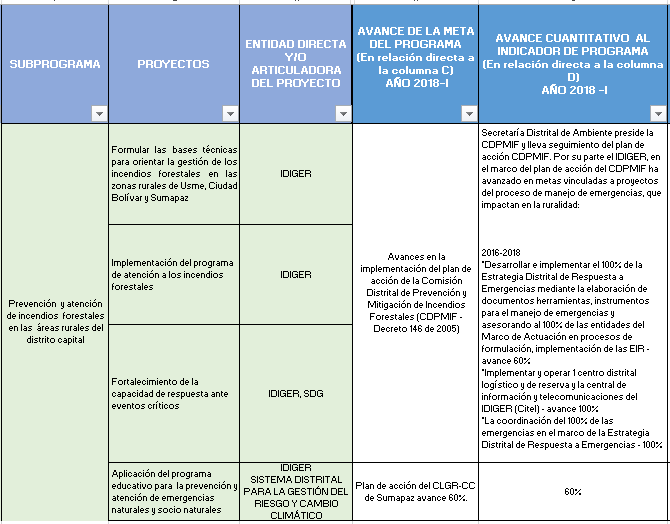 SUBPROGRAMA
PROYECTOS
ENTIDAD DIRECTA
Y/O
ARTICULADORA
DEL PROYECTO
AVANCE DE LA META
DEL PROGRAMA
(En relación directa a
la columna C)
AÑO 2018-I
AVANCE CUANTITATIVO AL
INDICADOR DE PROGRAMA
(En relación directa a la columna
D)
AÑO 2018 -I
Prevención y atención
de incendios forestales
en las áreas rurales del
distrito capital
Formular las bases técnicas
para orientar la gestión de los
incendios forestales en las
zonas rurales de Usme, Ciudad
Bolívar y Sumapaz
IDIGER
Implementación del programa
de atención a los incendios
forestales
IDIGER
Fortalecimiento de la
capacidad de respuesta ante
eventos críticos
IDIGER, SDG
Avances en la
implementación del plan de
acción de la Comisión
Distrital de Prevención y
Mitigación de Incendios
Forestales (CDPMIF -
Decreto 146 de 2005)
Secretaría Distrital de Ambiente preside la
CDPMIF y lleva seguimiento del plan de
acción CDPMIF. Por su parte el IDIGER, en
el marco del plan de acción del CDPMIF ha
avanzado en metas vinculadas a proyectos
del proceso de manejo de emergencias, que
impactan en la ruralidad:
2016-2018
"Desarrollar e implementar el 100% de la
Estrategia Distrital de Respuesta a
Emergencias mediante la elaboración de
documentos herramientas, instrumentos
para el manejo de emergencias y
asesorando al 100% de las entidades del
Marco de Actuación en procesos de
formulación, implementación de las EIR -
avance 60%
"Implementar y operar 1 centro distrital
logístico y de reserva y la central de
información y telecomunicaciones del
IDIGER (Citel) - avance 100%
"La coordinación del 100% de las
emergencias en el marco de la Estrategia
Distrital de Respuesta a Emergencias - 100%
Aplicación del programa
educativo para la prevención y
atención de emergencias
naturales y socio naturales
IDIGER
SISTEMA DISTRITAL
PARA LA GESTIÓN DEL
RIESGO Y CAMBIO
CLIMÁTICO
Plan de acción del CLGR-CC
de Sumapaz avance 60%.
60%